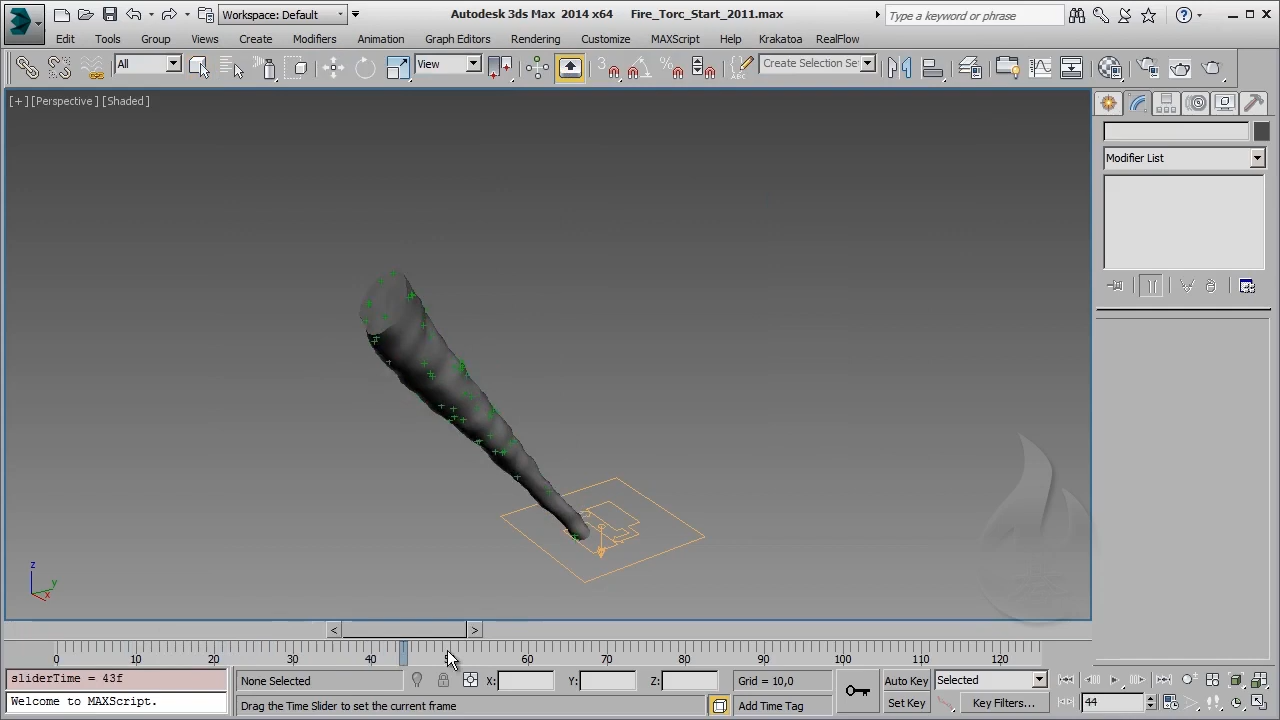 Workspace: Default
Autodesk 3ds Max 2014 x64 Fire_Torc_Start_2011.max
Type a keyword or phrase
Edit Tools Group Views Create Modifiers Animation Graph Editors Rendering Customize MAXScript Help Krakatoa RealFlow
All
View
3
Create Selection Se
[+][Perspective][Shaded]
Modifier List
z
y
x
< >
0 10 20 30 40 60 70 80 90 100 110 120
sliderTime = 43f
None Selected
X:
Y:
Z:
Grid = 10,0
Auto Key
Selected
Welcome to MAXScript.
Drag the Time Slider to set the current frame
Add Time Tag
Set Key
Key Filters...
44